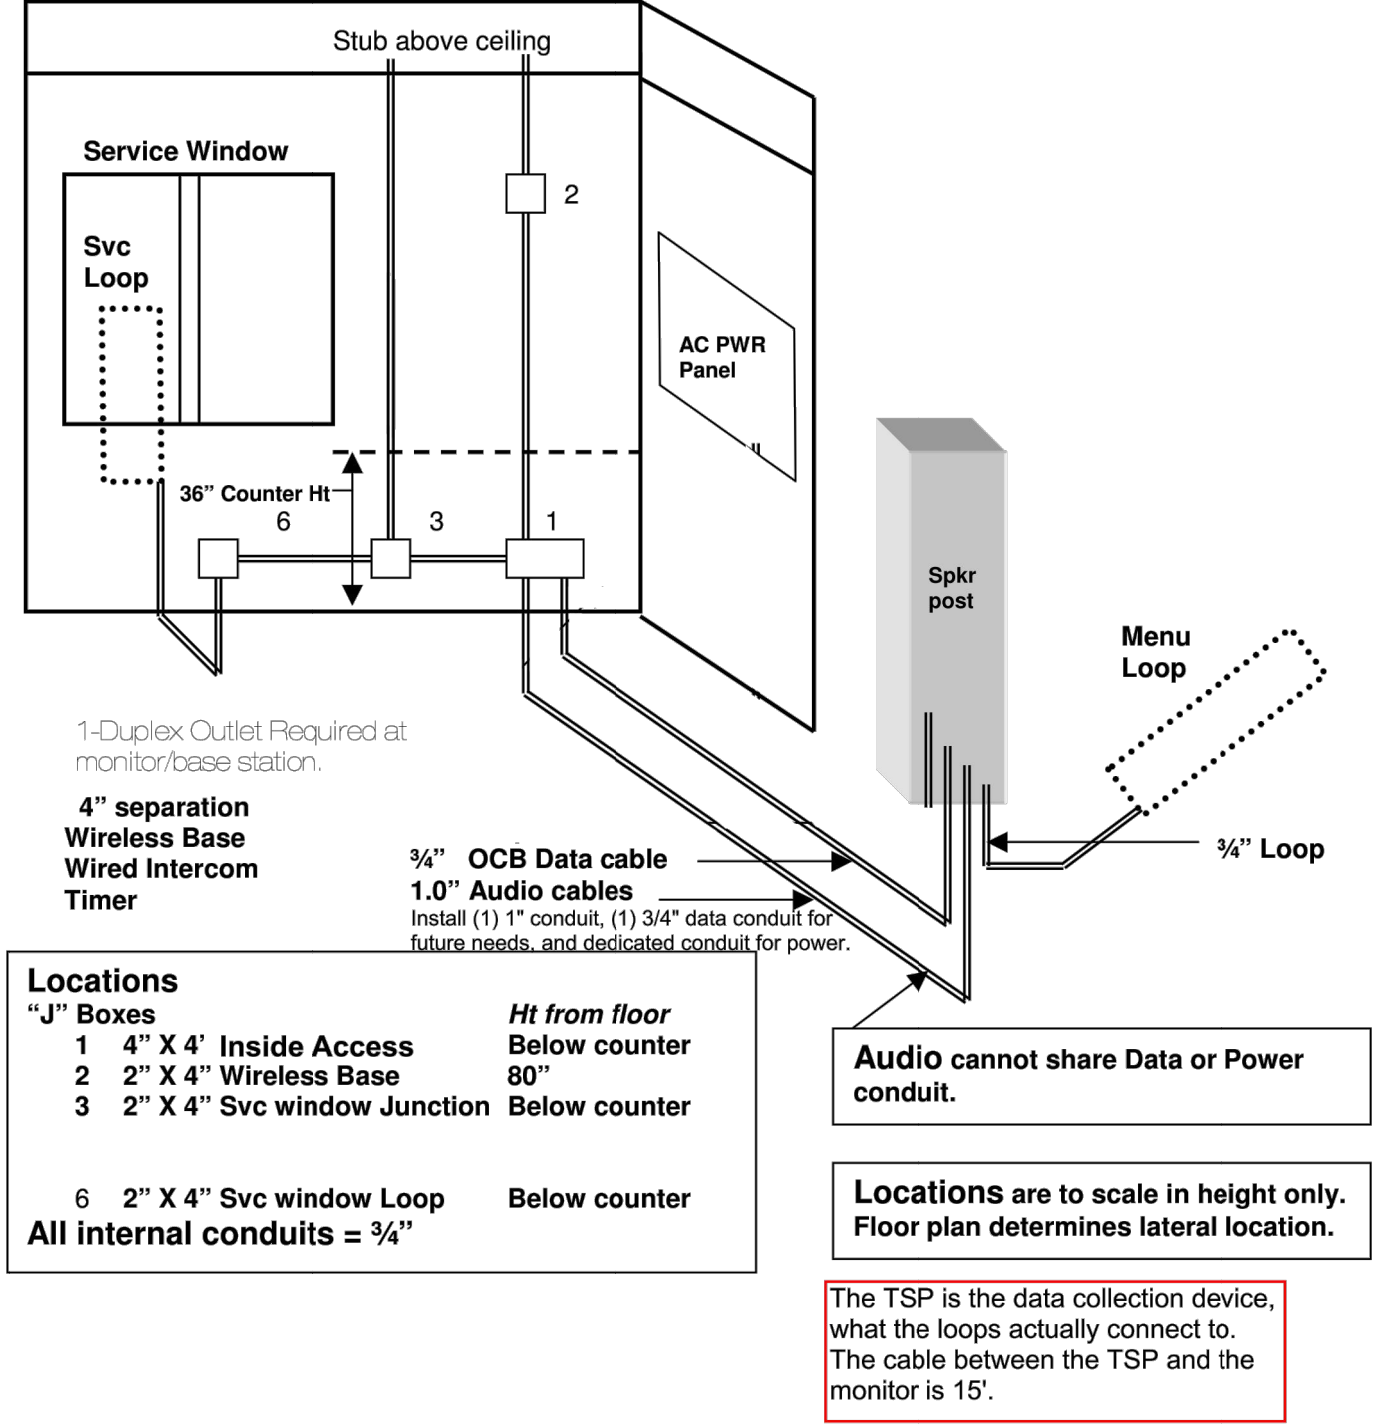 Stub above ceiling
Service Window
2
Svc
Loop
AC PWR
Panel
36” Counter Ht
6
3
1
Spkr
post
Menu
Loop
1-Duplex Outlet Required at
monitor/base station.
4” separation
Wireless Base
Wired Intercom
Timer
¾” OCB Data cable
1.0” Audio cables
Install (1) 1" conduit, (1) 3/4" data conduit for
future needs, and dedicated conduit for power.
¾” Loop
Locations
“J” Boxes Ht from floor
1 4” X 4’ Inside Access Below counter
2 2” X 4” Wireless Base 80”
3 2” X 4” Svc window Junction Below counter
6 2” X 4” Svc window Loop Below counter
All internal conduits = ¾”
Audio cannot share Data or Power
conduit.
Locations are to scale in height only.
Floor plan determines lateral location.
The TSP is the data collection device,
what the loops actually connect to.
The cable between the TSP and the
monitor is 15'.